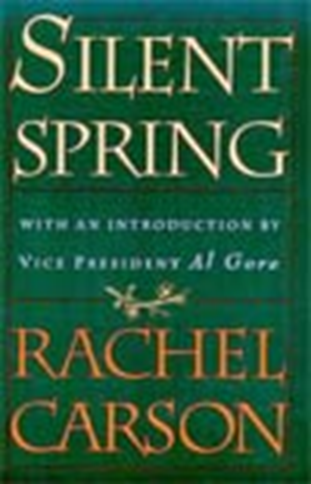 SILENT
SPRING
WITH AN INTRODUCTION BY
VICE PRESIDENT Al Gore
RACHEL
CARSON